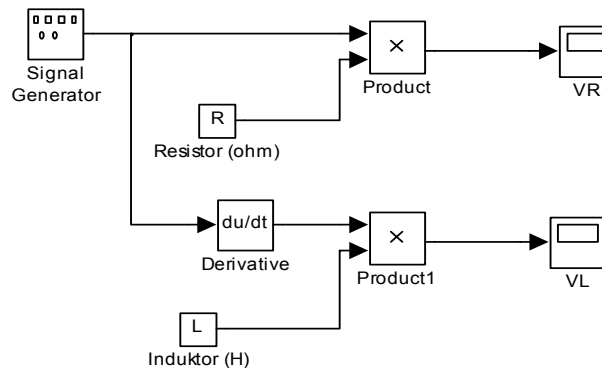 Signal
Generator
×
Product
VR
R
Resistor (ohm)
du/dt
Derivative
×
Product1
VL
L
Induktor (H)